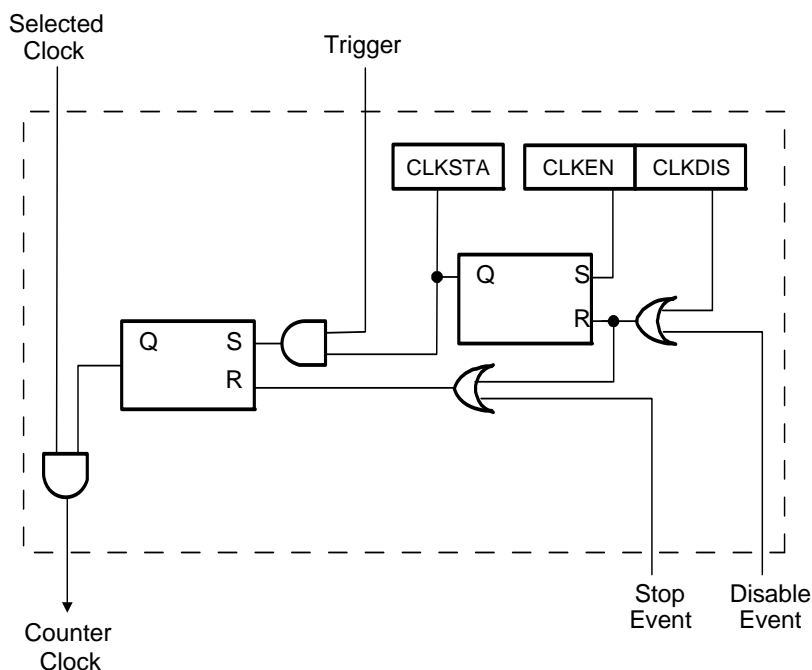 Selected
Clock
Trigger
CLKSTA
CLKEN
CLKDIS
Q
S
R
Q
S
R
Stop
Event
Disable
Event
Counter
Clock